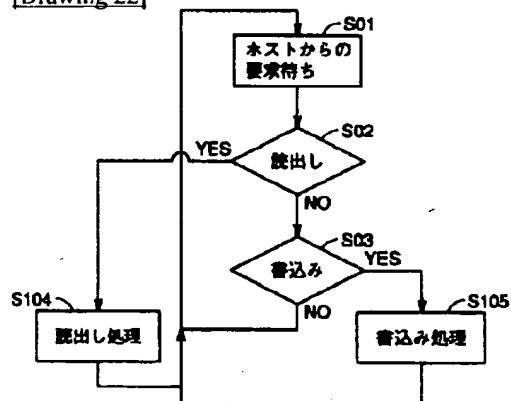 [Drawing 22]
S01
ホストからの
要求待ち
S02
読出し
YES
NO
S03
書込み
YES
NO
S104
読出し処理
S105
書込み処理